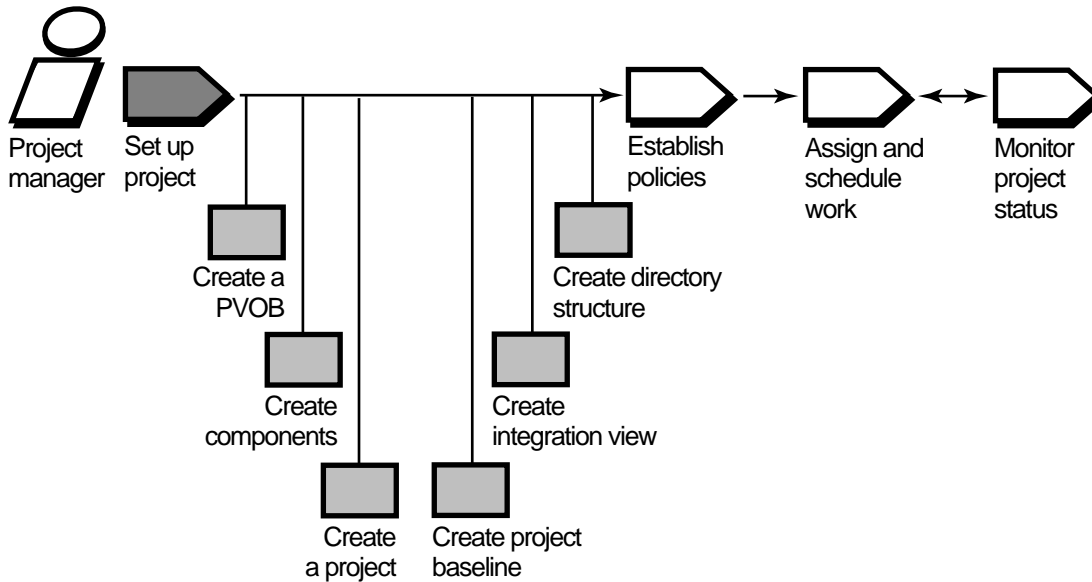 Project
manager
Set up
project
Establish
policies
Assign and
schedule
work
Monitor
project
status
Create a
PVOB
Create directory
structure
Create
components
Create
integration view
Create
a project
Create project
baseline